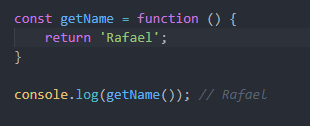 const getName = function () {
    return 'Rafael';
}

console.log(getName()); // Rafael